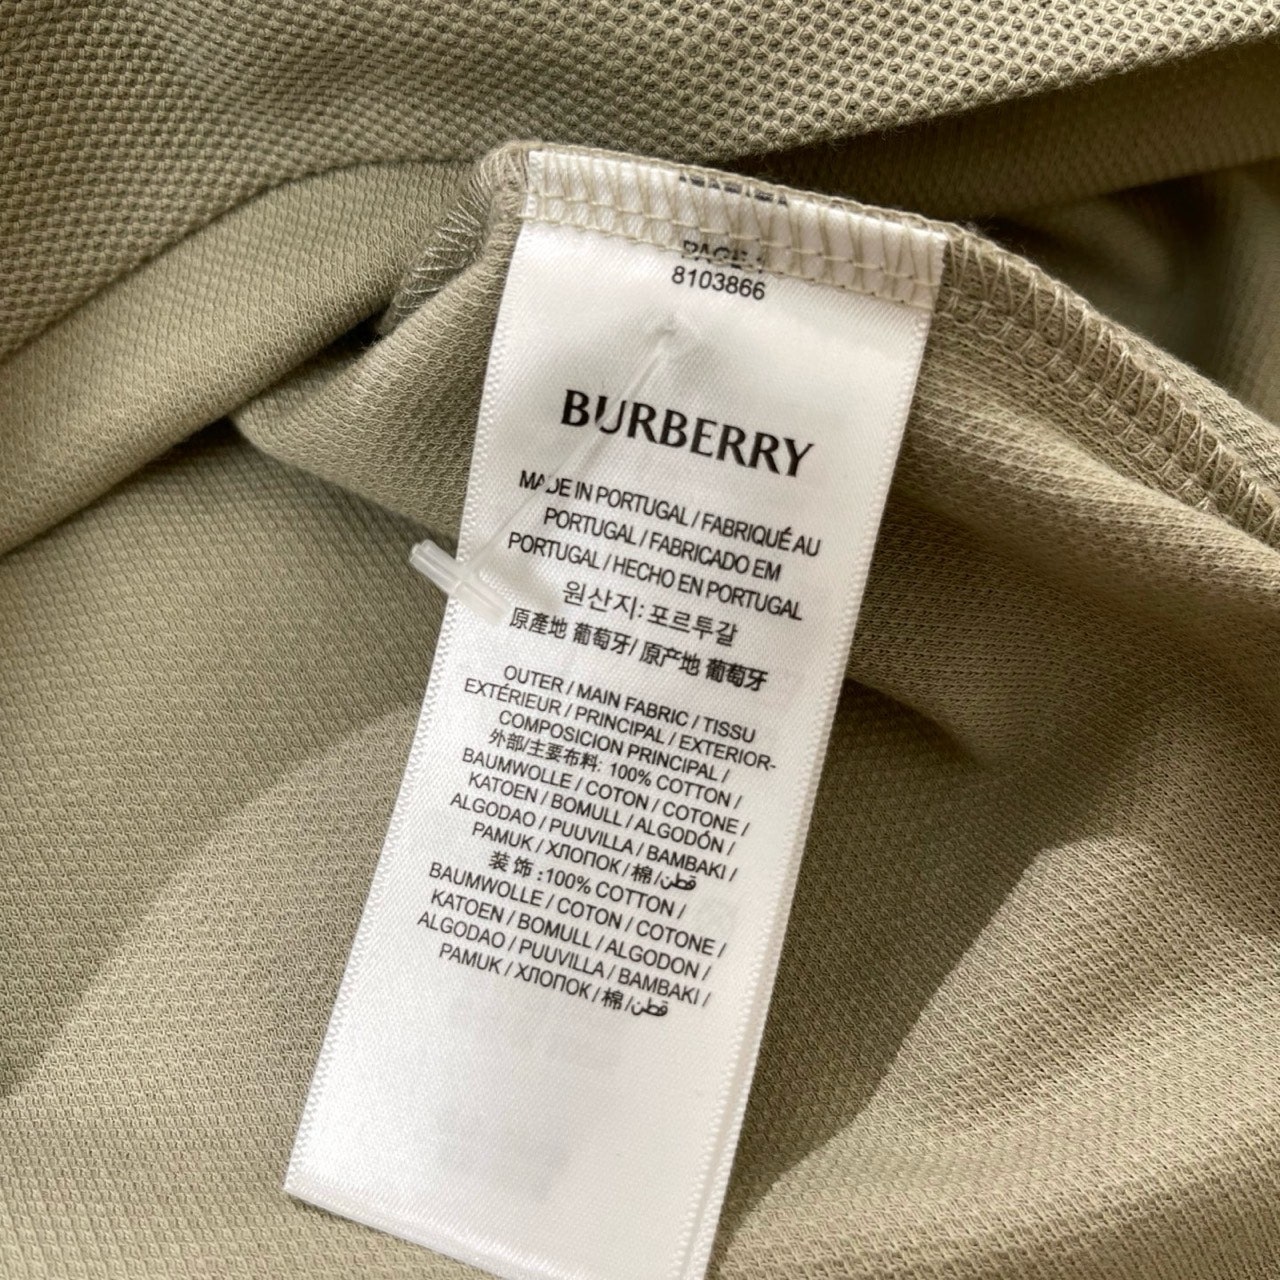 PAGE 1
8103866
BURBERRY
MADE IN PORTUGAL / FABRIQUÉ AU
PORTUGAL / FABRICADO EM
PORTUGAL / HECHO EN PORTUGAL
원산지: 포르투갈
原產地 葡萄牙/ 原产地 葡萄牙
OUTER / MAIN FABRIC / TISSU
EXTÉRIEUR / PRINCIPAL / EXTERIOR-
COMPOSICION PRINCIPAL /
外部/主要布料: 100% COTTON /
BAUMWOLLE / COTON / COTONE /
KATOEN / BOMULL / ALGODÓN /
ALGODAO / PUUVILLA / BAMBAKI /
PAMUK / ХЛОПОК / 棉 / قطن
装 饰 : 100% COTTON /
BAUMWOLLE / COTON / COTONE /
KATOEN / BOMULL / ALGODON /
ALGODAO / PUUVILLA / BAMBAKI /
PAMUK / ХЛОПОК / 棉 / قطن